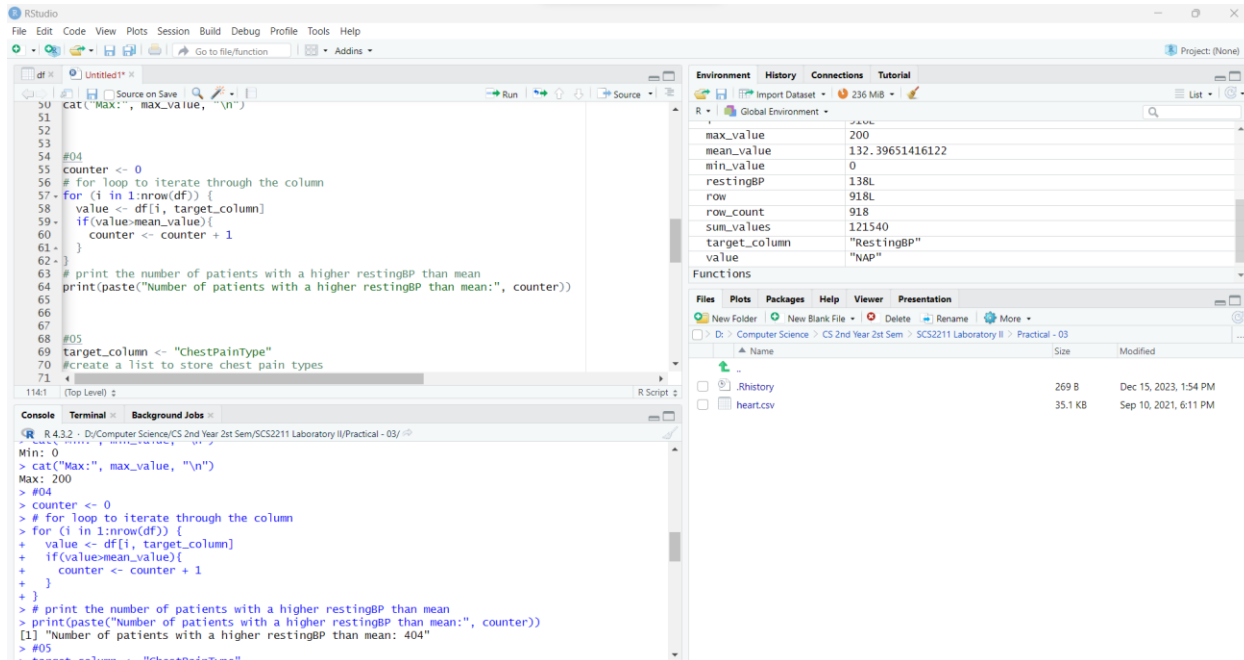 RStudio
File Edit Code View Plots Session Build Debug Profile Tools Help
Go to file/function Addins
Project: (None)
df Untitled1*
Source on Save Run Source
50 cat("Max:", max_value, "\n")
51
52
53
54 #04
55 counter <- 0
56 # for loop to iterate through the column
57 for (i in 1:nrow(df)) {
58 value <- df[i, target_column]
59 if(value>mean_value){
60 counter <- counter + 1
61 }
62 }
63 # print the number of patients with a higher restingBP than mean
64 print(paste("Number of patients with a higher restingBP than mean:", counter))
65
66
67
68 #05
69 target_column <- "ChestPainType"
70 #create a list to store chest pain types
71
114:1 (Top Level) R Script
Console Terminal Background Jobs
R 4.3.2 · D:/Computer Science/CS 2nd Year 2st Sem/SCS2211 Laboratory II/Practical - 03/
> cat("Min:", min_value, "\n")
Min: 0
> cat("Max:", max_value, "\n")
Max: 200
> #04
> counter <- 0
> # for loop to iterate through the column
> for (i in 1:nrow(df)) {
+ value <- df[i, target_column]
+ if(value>mean_value){
+ counter <- counter + 1
+ }
+ }
> # print the number of patients with a higher restingBP than mean
> print(paste("Number of patients with a higher restingBP than mean:", counter))
[1] "Number of patients with a higher restingBP than mean: 404"
> #05
> target_column <- "ChestPainType"
Environment History Connections Tutorial
Import Dataset 236 MiB List
R Global Environment
max_value 200
mean_value 132.39651416122
min_value 0
restingBP 138L
row 918L
row_count 918
sum_values 121540
target_column "RestingBP"
value "NAP"
Functions
Files Plots Packages Help Viewer Presentation
New Folder New Blank File Delete Rename More
D: > Computer Science > CS 2nd Year 2st Sem > SCS2211 Laboratory II > Practical - 03
Name Size Modified
..
.Rhistory 269 B Dec 15, 2023, 1:54 PM
heart.csv 35.1 KB Sep 10, 2021, 6:11 PM